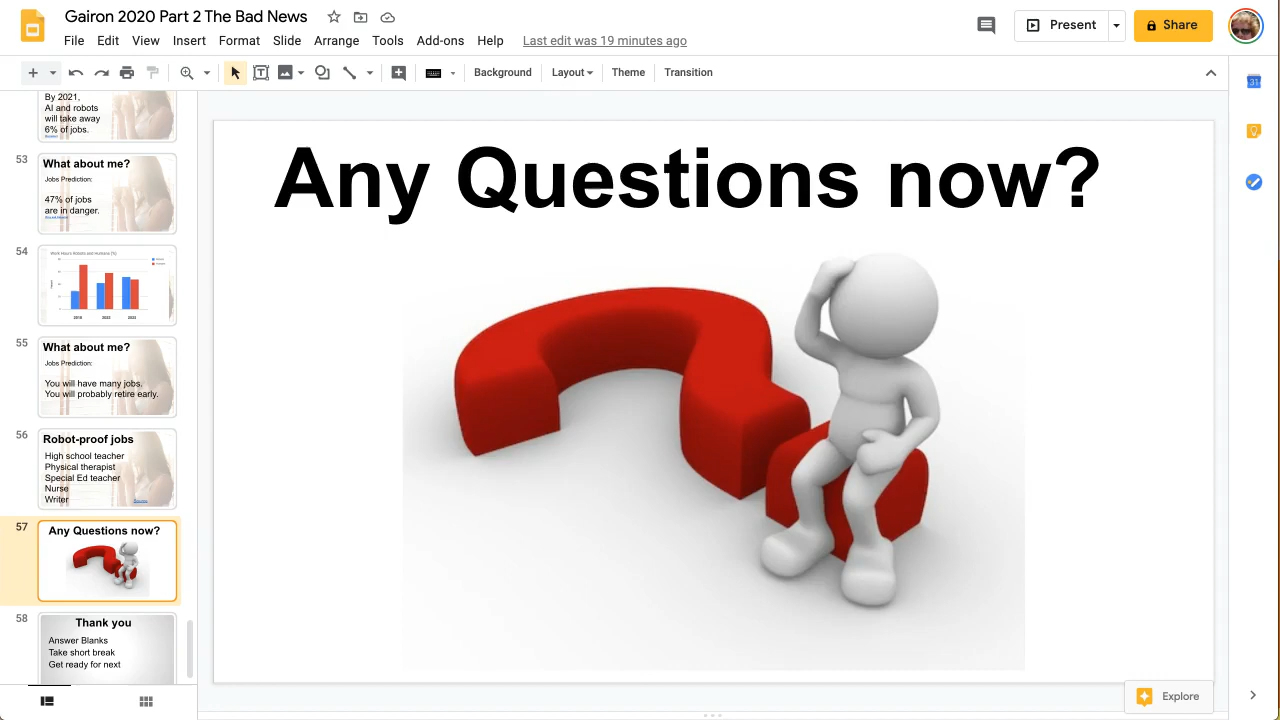 Gairon 2020 Part 2 The Bad News
File Edit View Insert Format Slide Arrange Tools Add-ons Help Last edit was 19 minutes ago
Present
Share
Background Layout Theme Transition
31
By 2021,
AI and robots
will take away
6% of jobs.
53
What about me?
Jobs Prediction:
47% of jobs
are in danger.
54
2022
55
What about me?
Jobs Prediction:
You will have many jobs.
You will probably retire early.
56
Robot-proof jobs
High school teacher
Physical therapist
Special Ed teacher
Nurse
Writer
57
Any Questions now?
58
Thank you
Answer Blanks
Take short break
Get ready for next
Any Questions now?
Explore